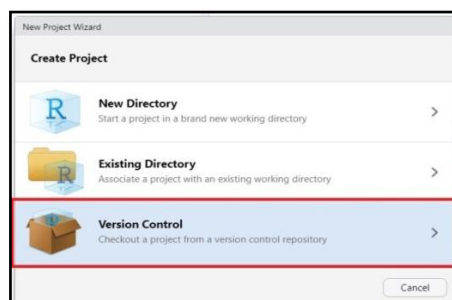 New Project Wizard
Create Project
R
New Directory
Start a project in a brand new working directory
R
Existing Directory
Associate a project with an existing working directory
Version Control
Checkout a project from a version control repository
Cancel